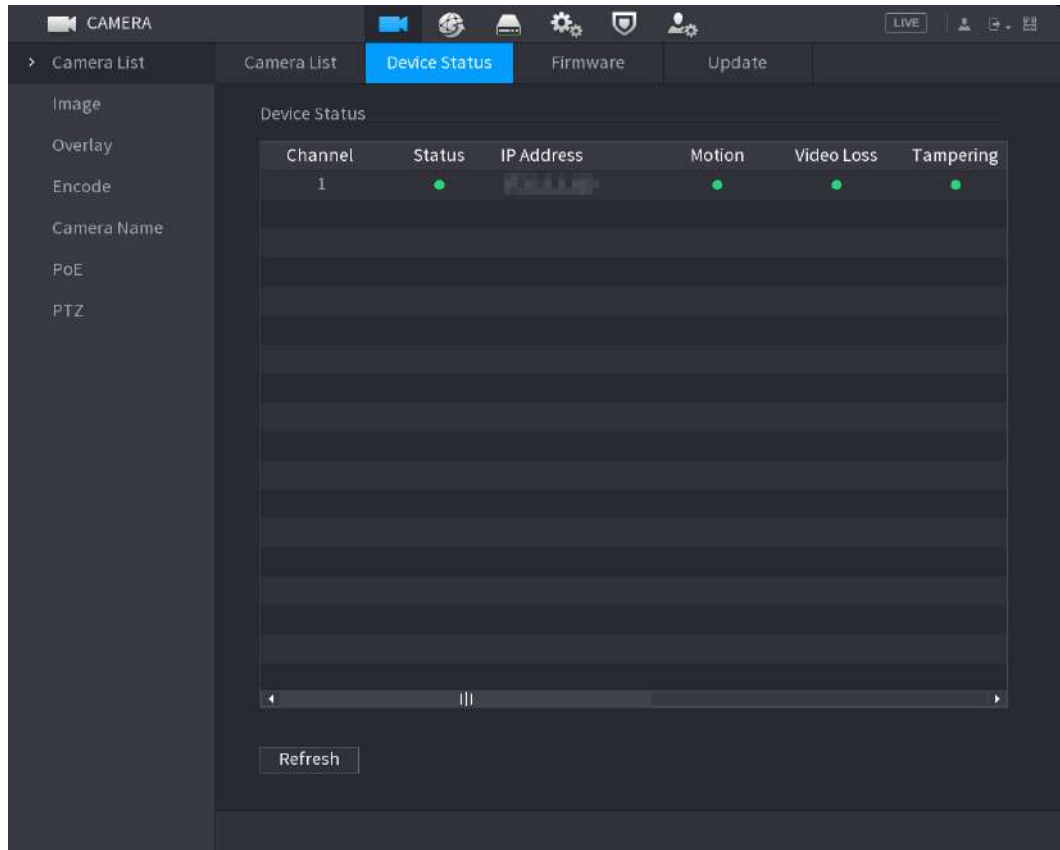 CAMERA
LIVE
Camera List
Image
Overlay
Encode
Camera Name
PoE
PTZ
Camera List Device Status Firmware Update
Device Status
Channel Status IP Address Motion Video Loss Tampering
1
Refresh